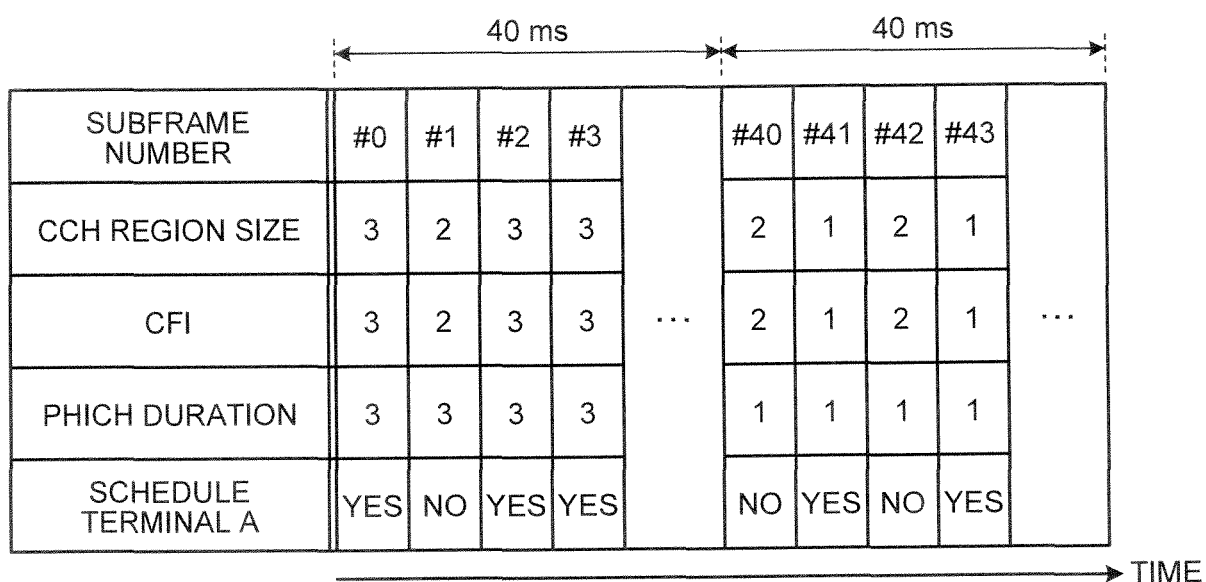 40 ms 40 ms
SUBFRAME NUMBER #0 #1 #2 #3 #40 #41 #42 #43
CCH REGION SIZE 3 2 3 3 2 1 2 1
CFI 3 2 3 3 ... 2 1 2 1 ...
PHICH DURATION 3 3 3 3 1 1 1 1
SCHEDULE TERMINAL A YES NO YES YES NO YES NO YES
TIME